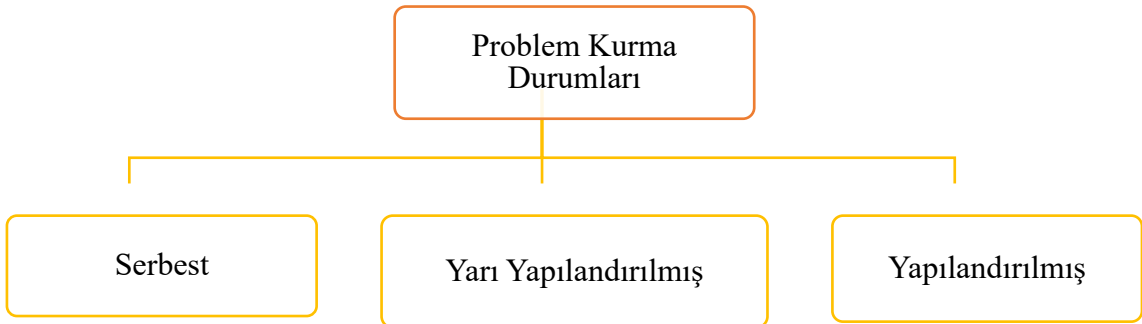 Problem Kurma
Durumları
Serbest
Yarı Yapılandırılmış
Yapılandırılmış